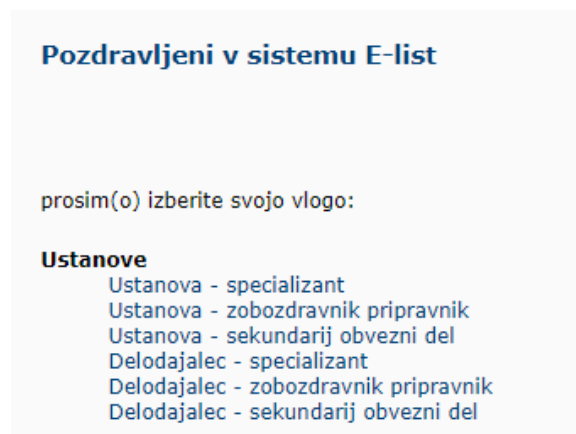 Pozdravljeni v sistemu E-list
prosim(o) izberite svojo vlogo:
Ustanove
Ustanova - specializant
Ustanova - zobozdravnik pripravnik
Ustanova - sekundarij obvezni del
Delodajalec - specializant
Delodajalec - zobozdravnik pripravnik
Delodajalec - sekundarij obvezni del